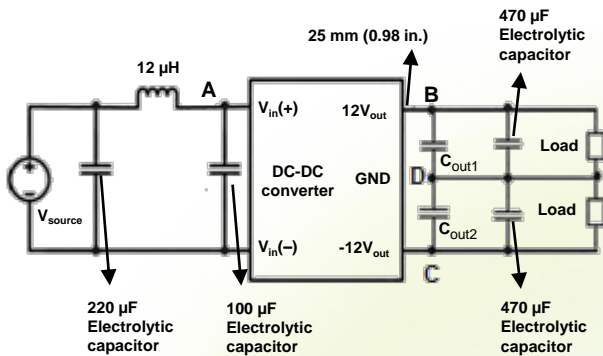 25 mm (0.98 in.)
470 µF
Electrolytic
capacitor
12 µH
A
B
Vin(+)
12Vout
Load
Cout1
DC-DC
converter
GND
D
Vsource
Load
Cout2
Vin(–)
-12Vout
C
220 µF
Electrolytic
capacitor
100 µF
Electrolytic
capacitor
470 µF
Electrolytic
capacitor